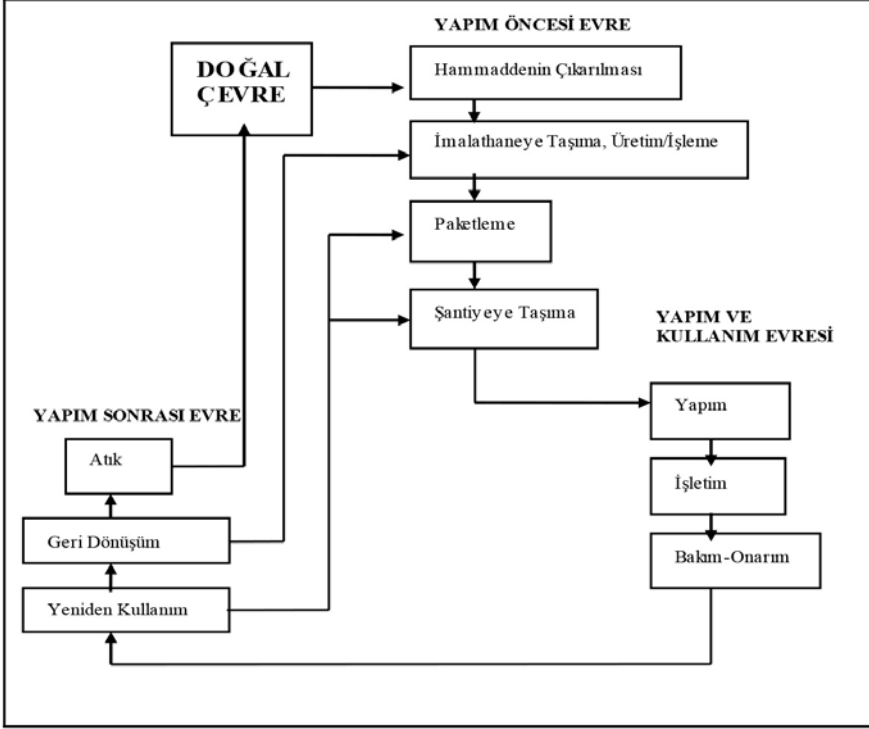 YAPIM ÖNCESİ EVRE
DOĞAL
ÇEVRE
Hammaddenin Çıkarılması
İmalathaneye Taşıma, Üretim/İşleme
Paketleme
Şantiyeye Taşıma
YAPIM VE
KULLANIM EVRESİ
Yapım
İşletim
Bakım-Onarım
YAPIM SONRASI EVRE
Atık
Geri Dönüşüm
Yeniden Kullanım